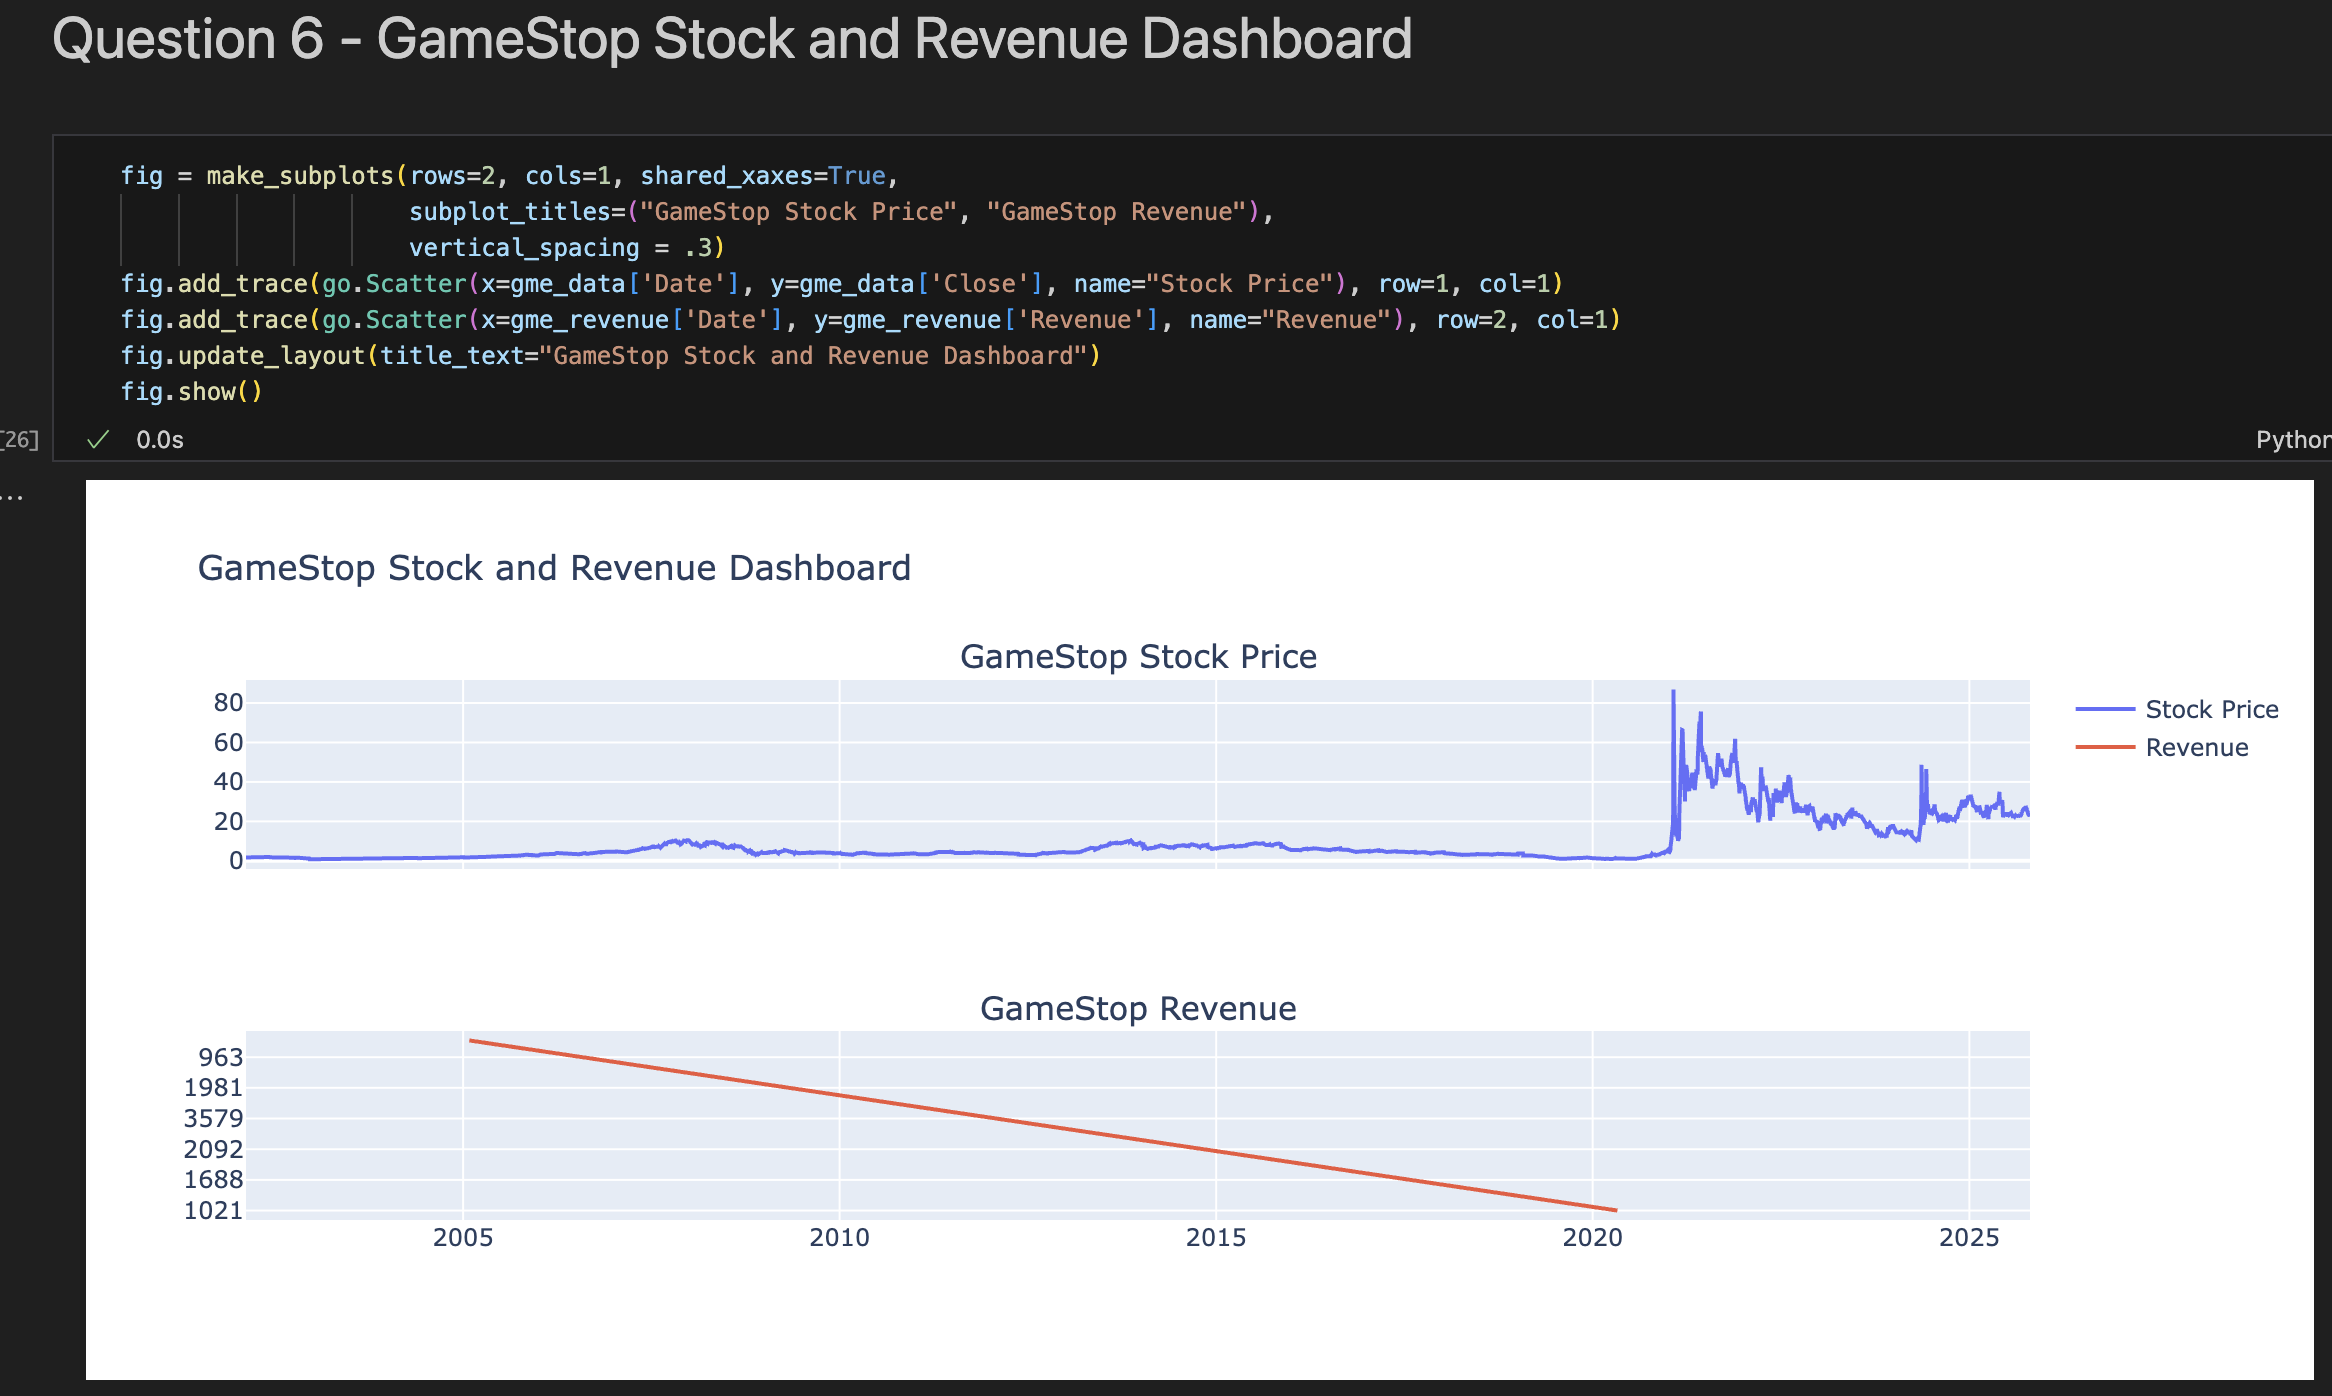 Question 6 - GameStop Stock and Revenue Dashboard
fig = make_subplots(rows=2, cols=1, shared_xaxes=True,
subplot_titles=("GameStop Stock Price", "GameStop Revenue"),
vertical_spacing = .3)
fig.add_trace(go.Scatter(x=gme_data['Date'], y=gme_data['Close'], name="Stock Price"), row=1, col=1)
fig.add_trace(go.Scatter(x=gme_revenue['Date'], y=gme_revenue['Revenue'], name="Revenue"), row=2, col=1)
fig.update_layout(title_text="GameStop Stock and Revenue Dashboard")
fig.show()
[26]
0.0s
Python
...
GameStop Stock and Revenue Dashboard
GameStop Stock Price
80
60
40
20
0
Stock Price
Revenue
GameStop Revenue
963
1981
3579
2092
1688
1021
2005 2010 2015 2020 2025